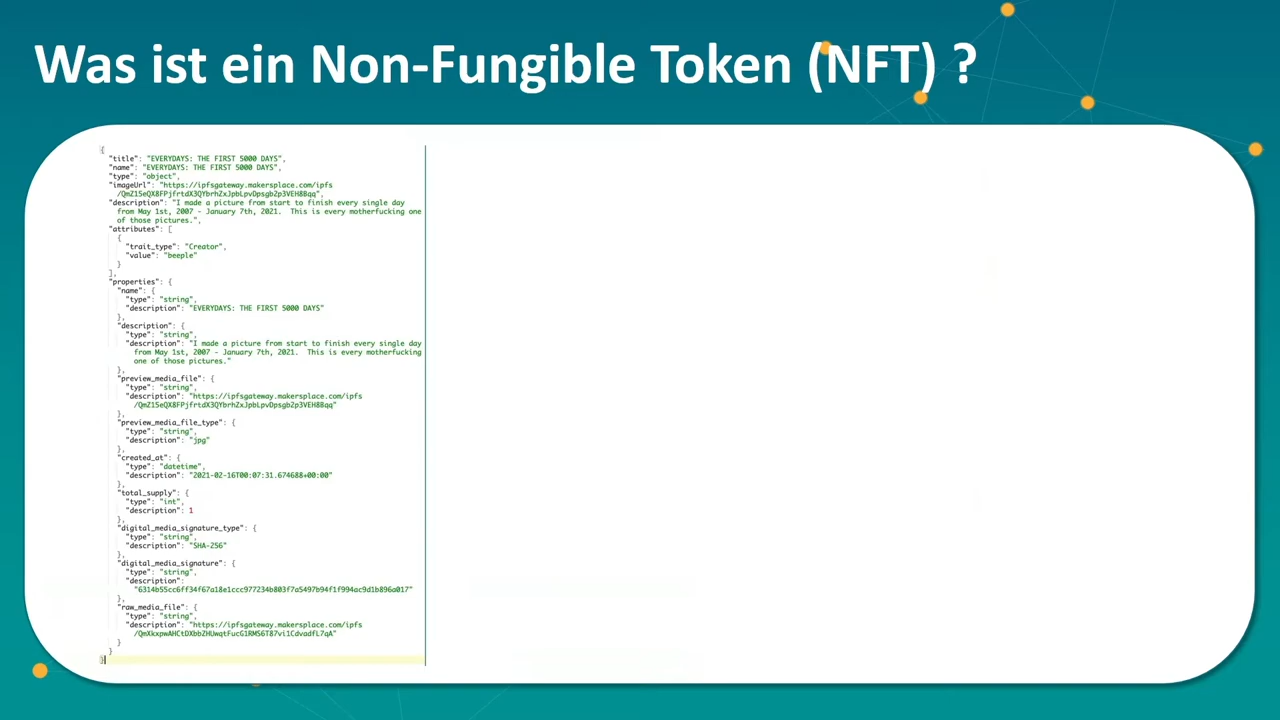 Was ist ein Non-Fungible Token (NFT) ?
{
"title": "EVERYDAYS: THE FIRST 5000 DAYS",
"name": "EVERYDAYS: THE FIRST 5000 DAYS",
"type": "object",
"imageUrl": "https://ipfsgateway.makersplace.com/ipfs
/QmZ15eQX8FPjfrtdX3QYbrhZxJpbLpvDpsgb2p3VEH8Bqq",
"description": "I made a picture from start to finish every single day
from May 1st, 2007 - January 7th, 2021.  This is every motherfucking one
of those pictures.",
"attributes": [
{
"trait_type": "Creator",
"value": "beeple"
}
],
"properties": {
"name": {
"type": "string",
"description": "EVERYDAYS: THE FIRST 5000 DAYS"
},
"description": {
"type": "string",
"description": "I made a picture from start to finish every single day
from May 1st, 2007 - January 7th, 2021.  This is every motherfucking
one of those pictures."
},
"preview_media_file": {
"type": "string",
"description": "https://ipfsgateway.makersplace.com/ipfs
/QmZ15eQX8FPjfrtdX3QYbrhZxJpbLpvDpsgb2p3VEH8Bqq"
},
"preview_media_file_type": {
"type": "string",
"description": "jpg"
},
"created_at": {
"type": "datetime",
"description": "2021-02-16T00:07:31.674688+00:00"
},
"total_supply": {
"type": "int",
"description": 1
},
"digital_media_signature_type": {
"type": "string",
"description": "SHA-256"
},
"digital_media_signature": {
"type": "string",
"description":
"6314b55cc6ff34f67a18e1ccc977234b803f7a5497b94f1f994ac9d1b896a017"
},
"raw_media_file": {
"type": "string",
"description": "https://ipfsgateway.makersplace.com/ipfs
/QmXkxpwAHCtDXbbZHUwqtFucG1RMS6T87vi1CdvadfL7qA"
}
}
}